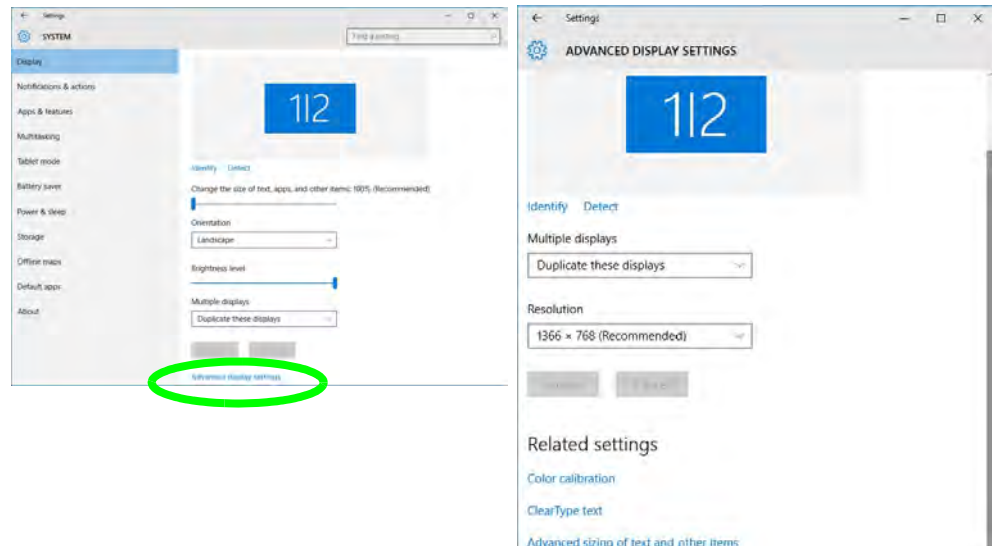 Settings
SYSTEM
Find a setting
Display
Notifications & actions
Apps & features
Multitasking
Tablet mode
Battery saver
Power & sleep
Storage
Offline maps
Default apps
About
1|2
Identify Detect
Change the size of text, apps, and other items: 100% (Recommended)
Orientation
Landscape
Brightness level
Multiple displays
Duplicate these displays
Advanced display settings
Settings
ADVANCED DISPLAY SETTINGS
1|2
Identify Detect
Multiple displays
Duplicate these displays
Resolution
1366 × 768 (Recommended)
Related settings
Color calibration
ClearType text
Advanced sizing of text and other items